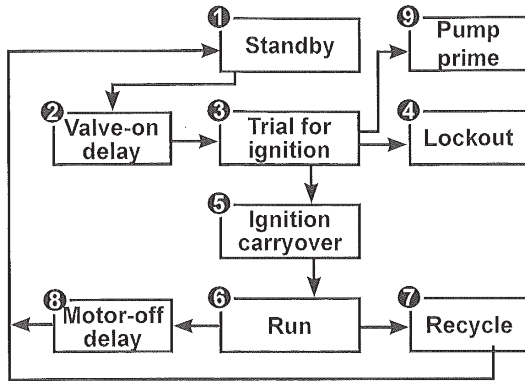 1
Standby
9
Pump
prime
2
Valve-on
delay
3
Trial for
ignition
4
Lockout
5
Ignition
carryover
8
Motor-off
delay
6
Run
7
Recycle